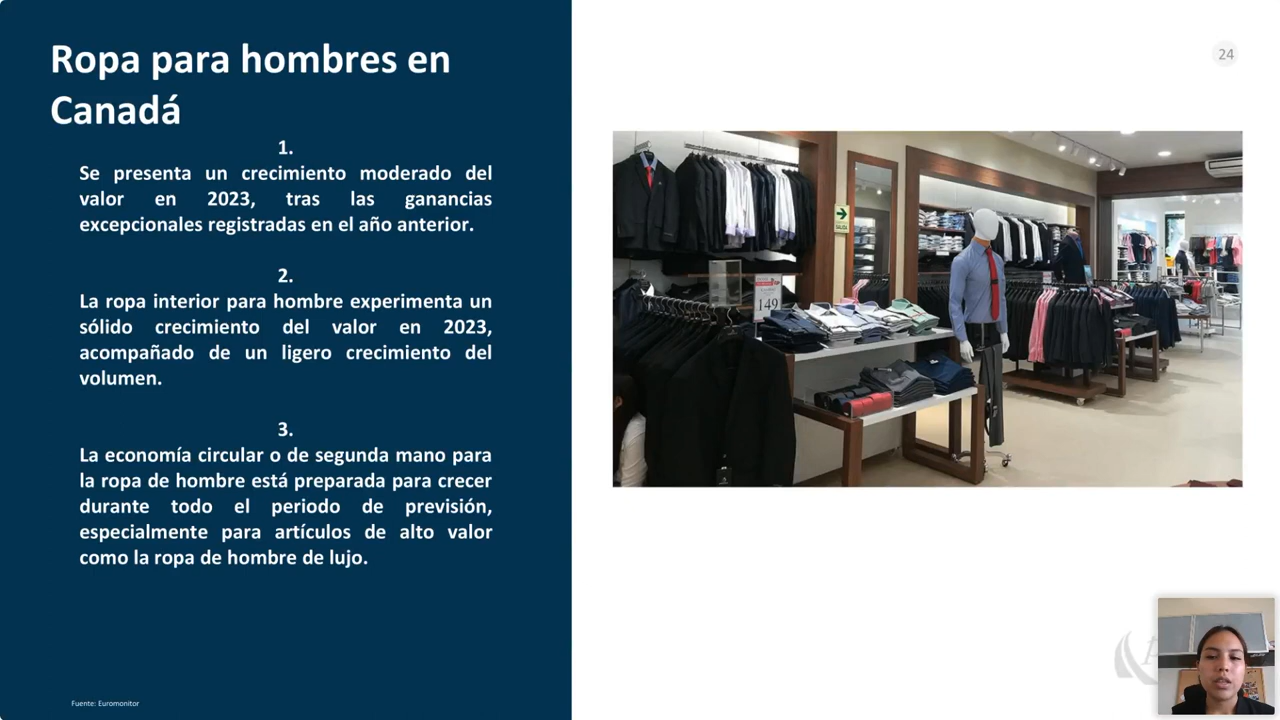 Ropa para hombres en
Canadá
1.
Se presenta un crecimiento moderado del
valor en 2023, tras las ganancias
excepcionales registradas en el año anterior.
2.
La ropa interior para hombre experimenta un
sólido crecimiento del valor en 2023,
acompañado de un ligero crecimiento del
volumen.
3.
La economía circular o de segunda mano para
la ropa de hombre está preparada para crecer
durante todo el periodo de previsión,
especialmente para artículos de alto valor
como la ropa de hombre de lujo.
Fuente: Euromonitor
24
SALIDA
149